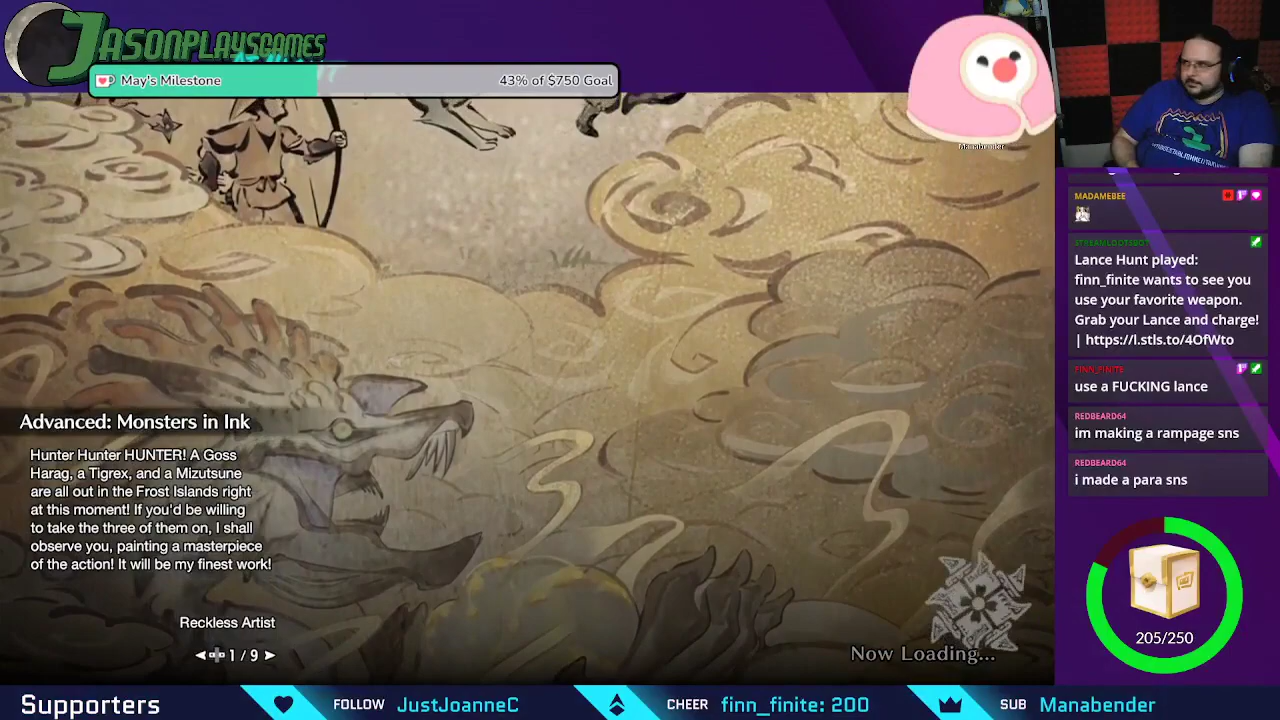 JASONPLAYSGAMES
May's Milestone
43% of $750 Goal
Manabender
MADAMEBEE
STREAMLOOTSBOT
Lance Hunt played:
finn_finite wants to see you
use your favorite weapon.
Grab your Lance and charge!
| https://l.stls.to/4OfWto
FINN_FINITE
use a FUCKING lance
REDBEARD64
im making a rampage sns
REDBEARD64
i made a para sns
Advanced: Monsters in Ink
Hunter Hunter HUNTER! A Goss
Harag, a Tigrex, and a Mizutsune
are all out in the Frost Islands right
at this moment! If you'd be willing
to take the three of them on, I shall
observe you, painting a masterpiece
of the action! It will be my finest work!
Reckless Artist
1 / 9
Now Loading...
205/250
Supporters
FOLLOW JustJoanneC
CHEER finn_finite: 200
SUB Manabender